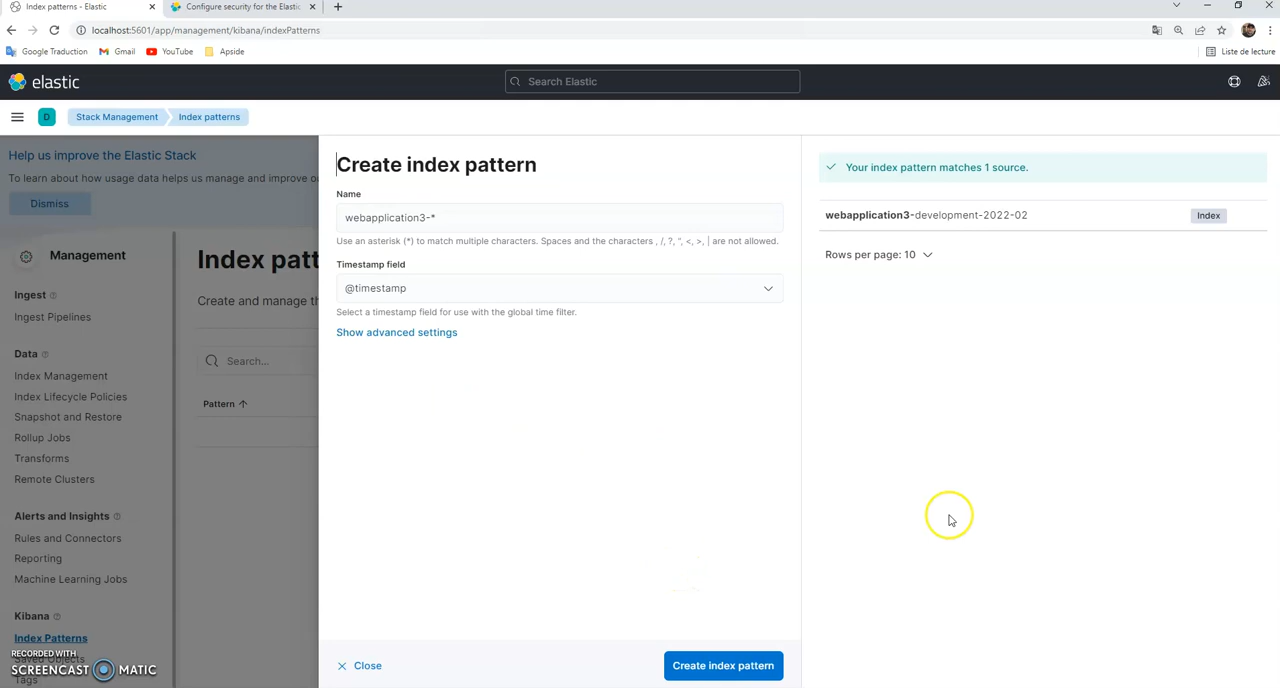 Index patterns - Elastic
Configure security for the Elastic
localhost:5601/app/management/kibana/indexPatterns
Google Traduction
Gmail
YouTube
Apside
Liste de lecture
elastic
Search Elastic
D
Stack Management
Index patterns
Help us improve the Elastic Stack
To learn about how usage data helps us manage and improve ou
Dismiss
Management
Ingest
Ingest Pipelines
Data
Index Management
Index Lifecycle Policies
Snapshot and Restore
Rollup Jobs
Transforms
Remote Clusters
Alerts and Insights
Rules and Connectors
Reporting
Machine Learning Jobs
Kibana
Index Patterns
Saved Objects
Tags
RECORDED WITH
SCREENCAST MATIC
Index patt
Create and manage th
Search...
Pattern
Create index pattern
Name
webapplication3-*
Use an asterisk (*) to match multiple characters. Spaces and the characters , /, ?, ", <, >, | are not allowed.
Timestamp field
@timestamp
Select a timestamp field for use with the global time filter.
Show advanced settings
Close
Create index pattern
Your index pattern matches 1 source.
webapplication3-development-2022-02
Index
Rows per page: 10